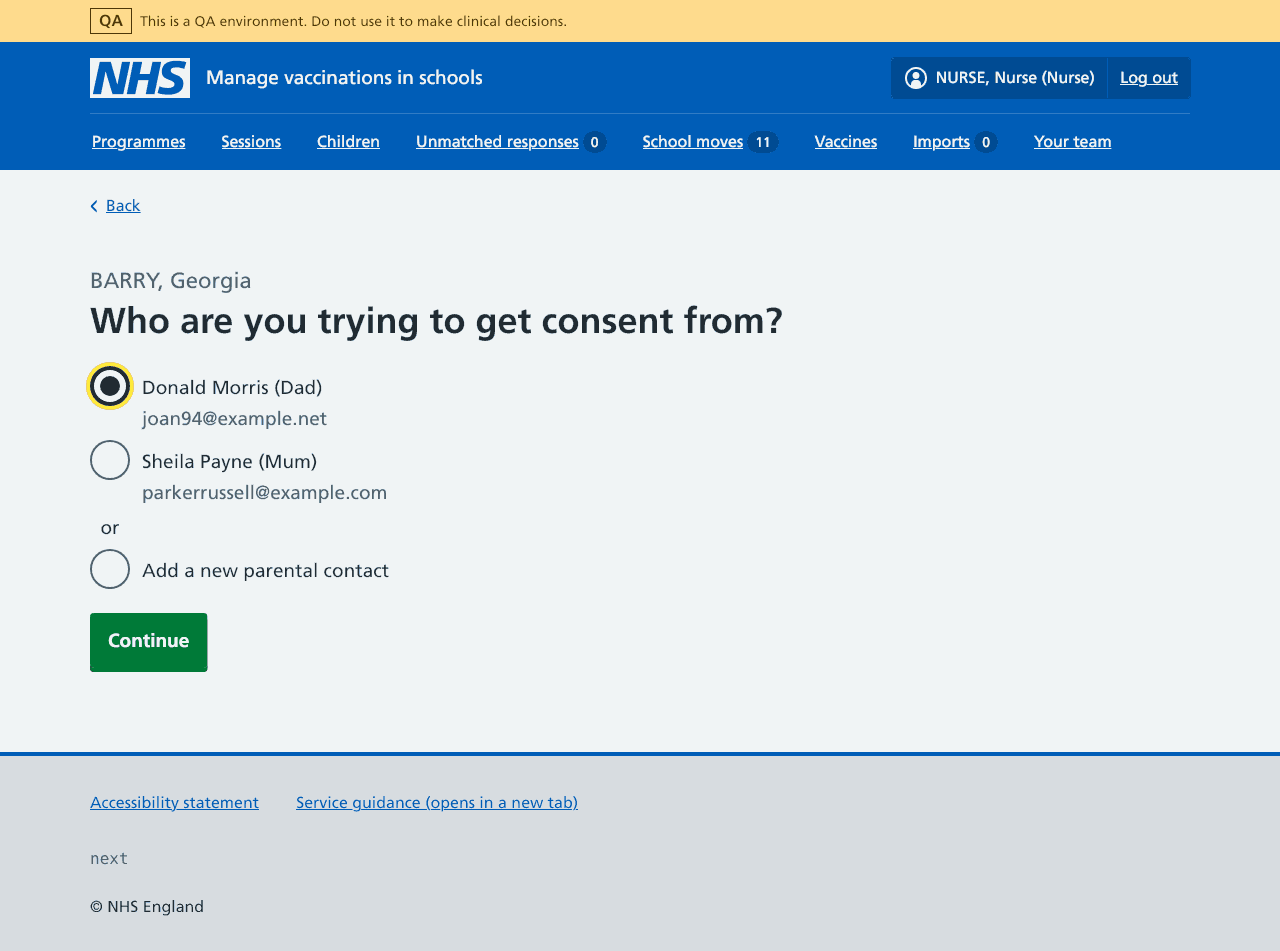 QA This is a QA environment. Do not use it to make clinical decisions.
NHS Manage vaccinations in schools NURSE, Nurse (Nurse) Log out
Programmes Sessions Children Unmatched responses 0 School moves 11 Vaccines Imports 0 Your team
Back
BARRY, Georgia
Who are you trying to get consent from?
Donald Morris (Dad)
joan94@example.net
Sheila Payne (Mum)
parkerrussell@example.com
or
Add a new parental contact
Continue
Accessibility statement Service guidance (opens in a new tab)
next
© NHS England